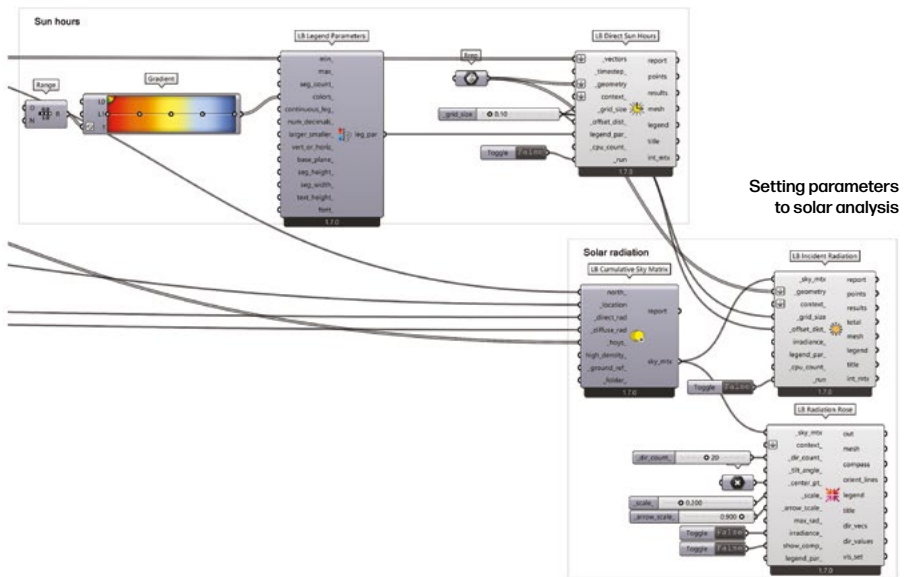 Sun hours
LB Legend Parameters
min_
max_
seg_count_
colors_
continuous_leg_
num_decimals_
larger_smaller_
vert_or_horiz_
base_plane_
seg_height_
seg_width_
text_height_
font_
leg_par
1.7.0
Range
D
N
R
Gradient
L0
L1
t
Brep
_grid_size
0.10
Toggle
False
LB Direct Sun Hours
_vectors
_timestep_
_geometry
context_
_grid_size
_offset_dist_
legend_par_
_cpu_count_
_run
report
points
results
mesh
legend
title
int_mtx
1.7.0
Setting parameters
to solar analysis
Solar radiation
LB Cumulative Sky Matrix
north_
_location
_direct_rad
_diffuse_rad
_hoys_
high_density_
_ground_ref_
_folder_
report
sky_mtx
1.7.0
LB Incident Radiation
_sky_mtx
_geometry
context_
_grid_size
_offset_dist_
irradiance_
legend_par_
_cpu_count_
_run
report
points
results
total
mesh
legend
title
int_mtx
1.7.0
Toggle
False
LB Radiation Rose
_sky_mtx
context_
_dir_count_
_tilt_angle_
_center_pt_
_scale_
_arrow_scale_
max_rad_
irradiance_
show_comp_
legend_par_
out
mesh
compass
orient_lines
legend
title
dir_vecs
dir_values
vis_set
1.7.0
_dir_count_
20
_scale_
0.200
_arrow_scale_
0.900
Toggle
False
Toggle
False